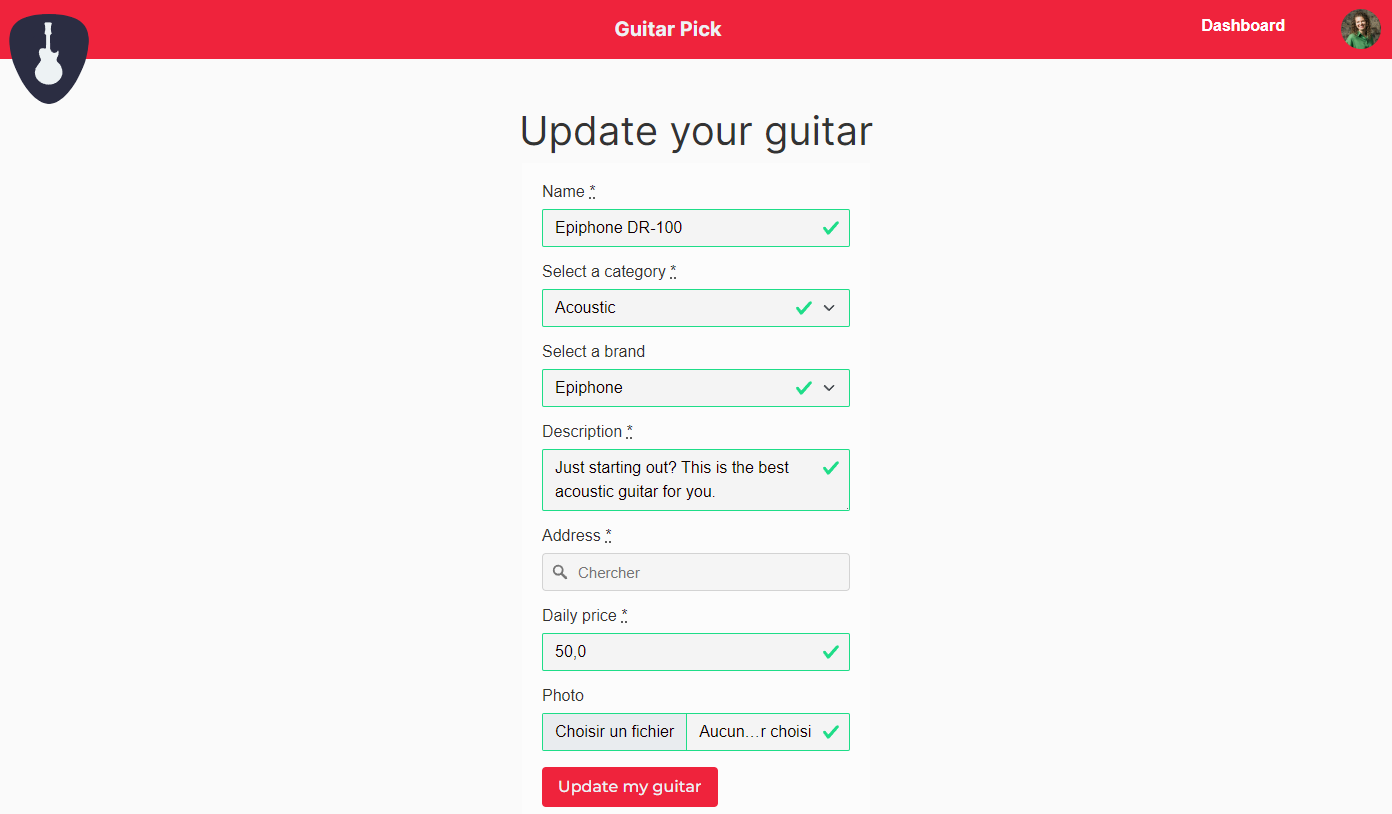 Guitar Pick
Dashboard
Update your guitar
Name *
Epiphone DR-100
Select a category *
Acoustic
Select a brand
Epiphone
Description *
Just starting out? This is the best
acoustic guitar for you.
Address *
Chercher
Daily price *
50,0
Photo
Choisir un fichier Aucun…r choisi
Update my guitar